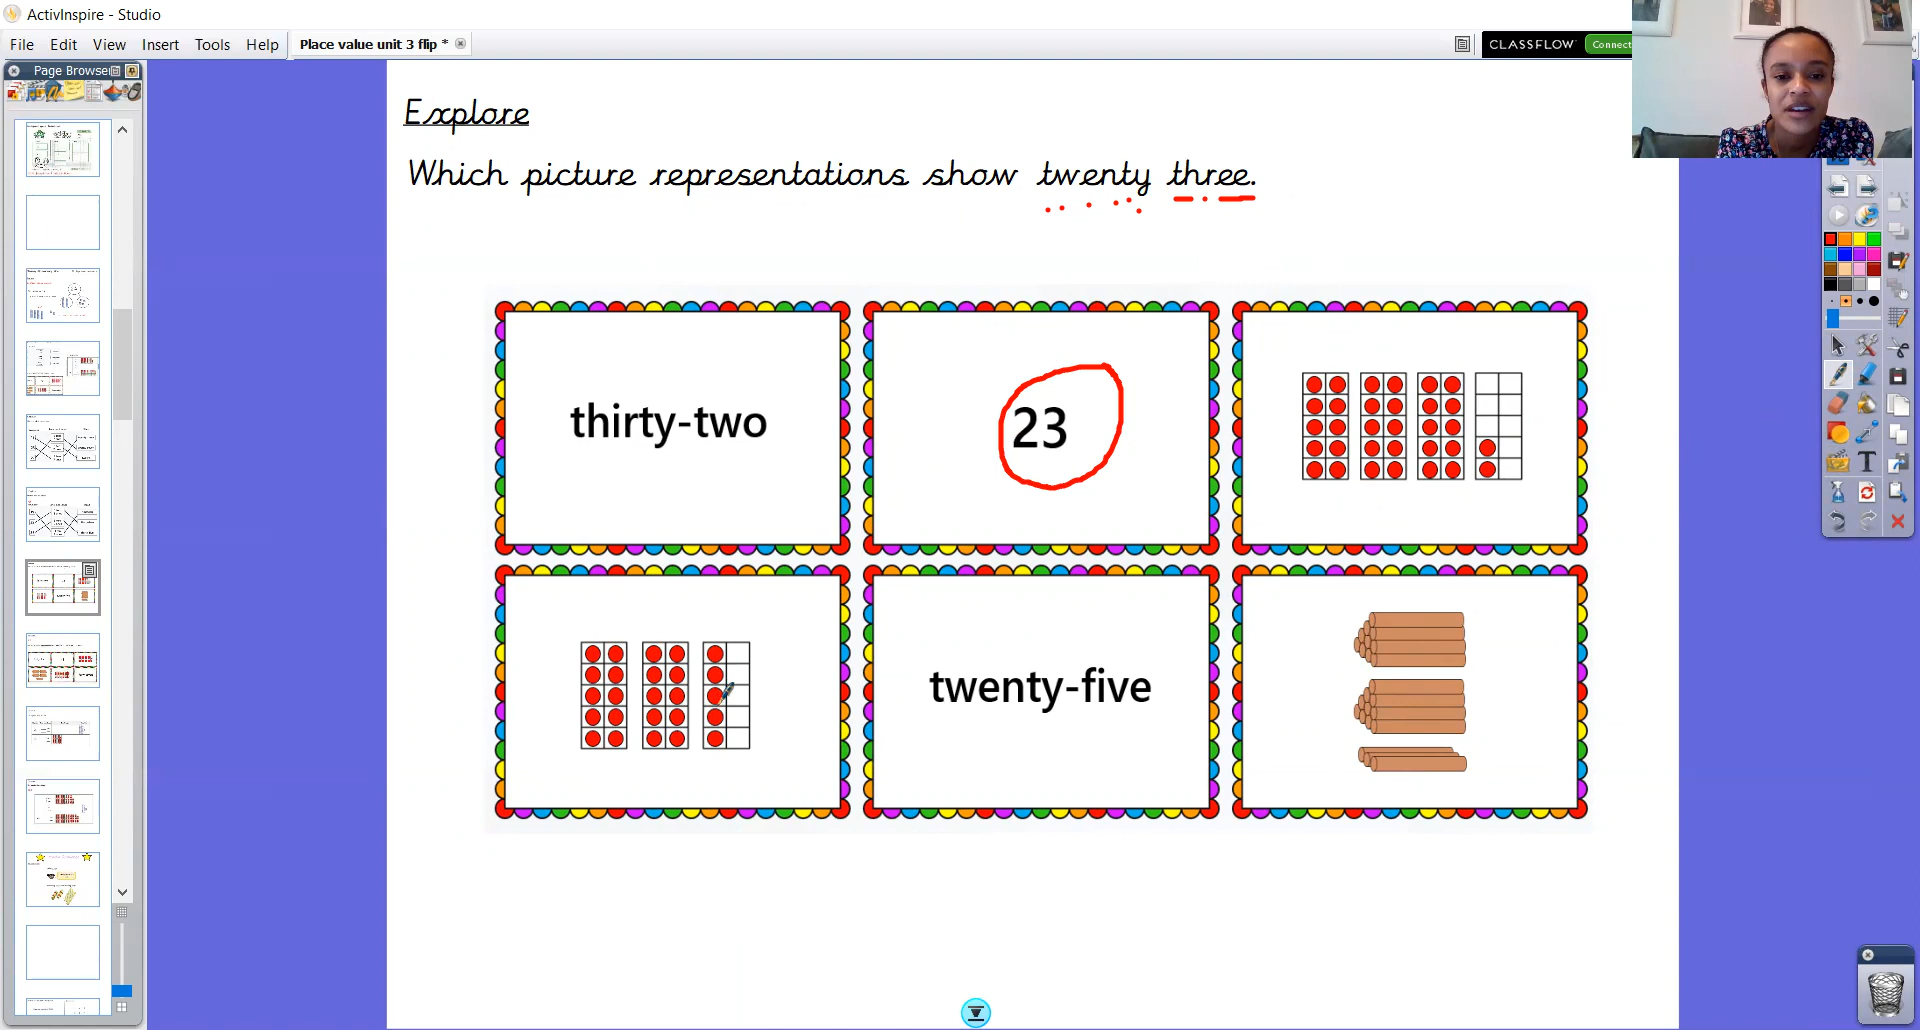 ActivInspire - Studio
File Edit View Insert Tools Help
Place value unit 3 flip *
CLASSFLOW Connect
Page Browser
Explore
Which picture representations show twenty three.
thirty-two
23
twenty-five
T